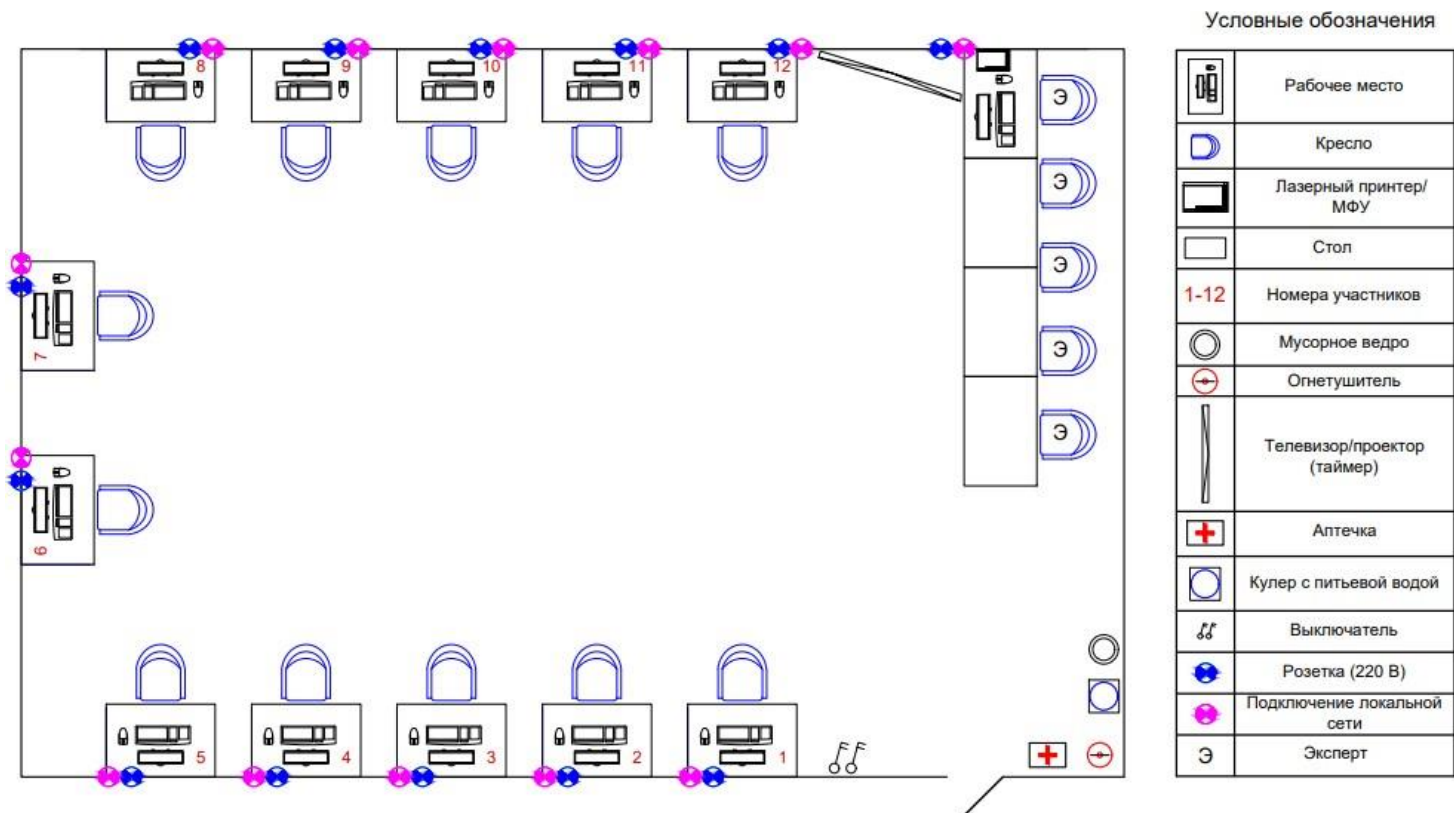 Условные обозначения
8
9
10
11
12
Э
Э
Э
Э
Э
7
6
5
4
3
2
1
Рабочее место
Кресло
Лазерный принтер/
МФУ
Стол
1-12
Номера участников
Мусорное ведро
Огнетушитель
Телевизор/проектор
(таймер)
Аптечка
Кулер с питьевой водой
Выключатель
Розетка (220 В)
Подключение локальной
сети
Э
Эксперт